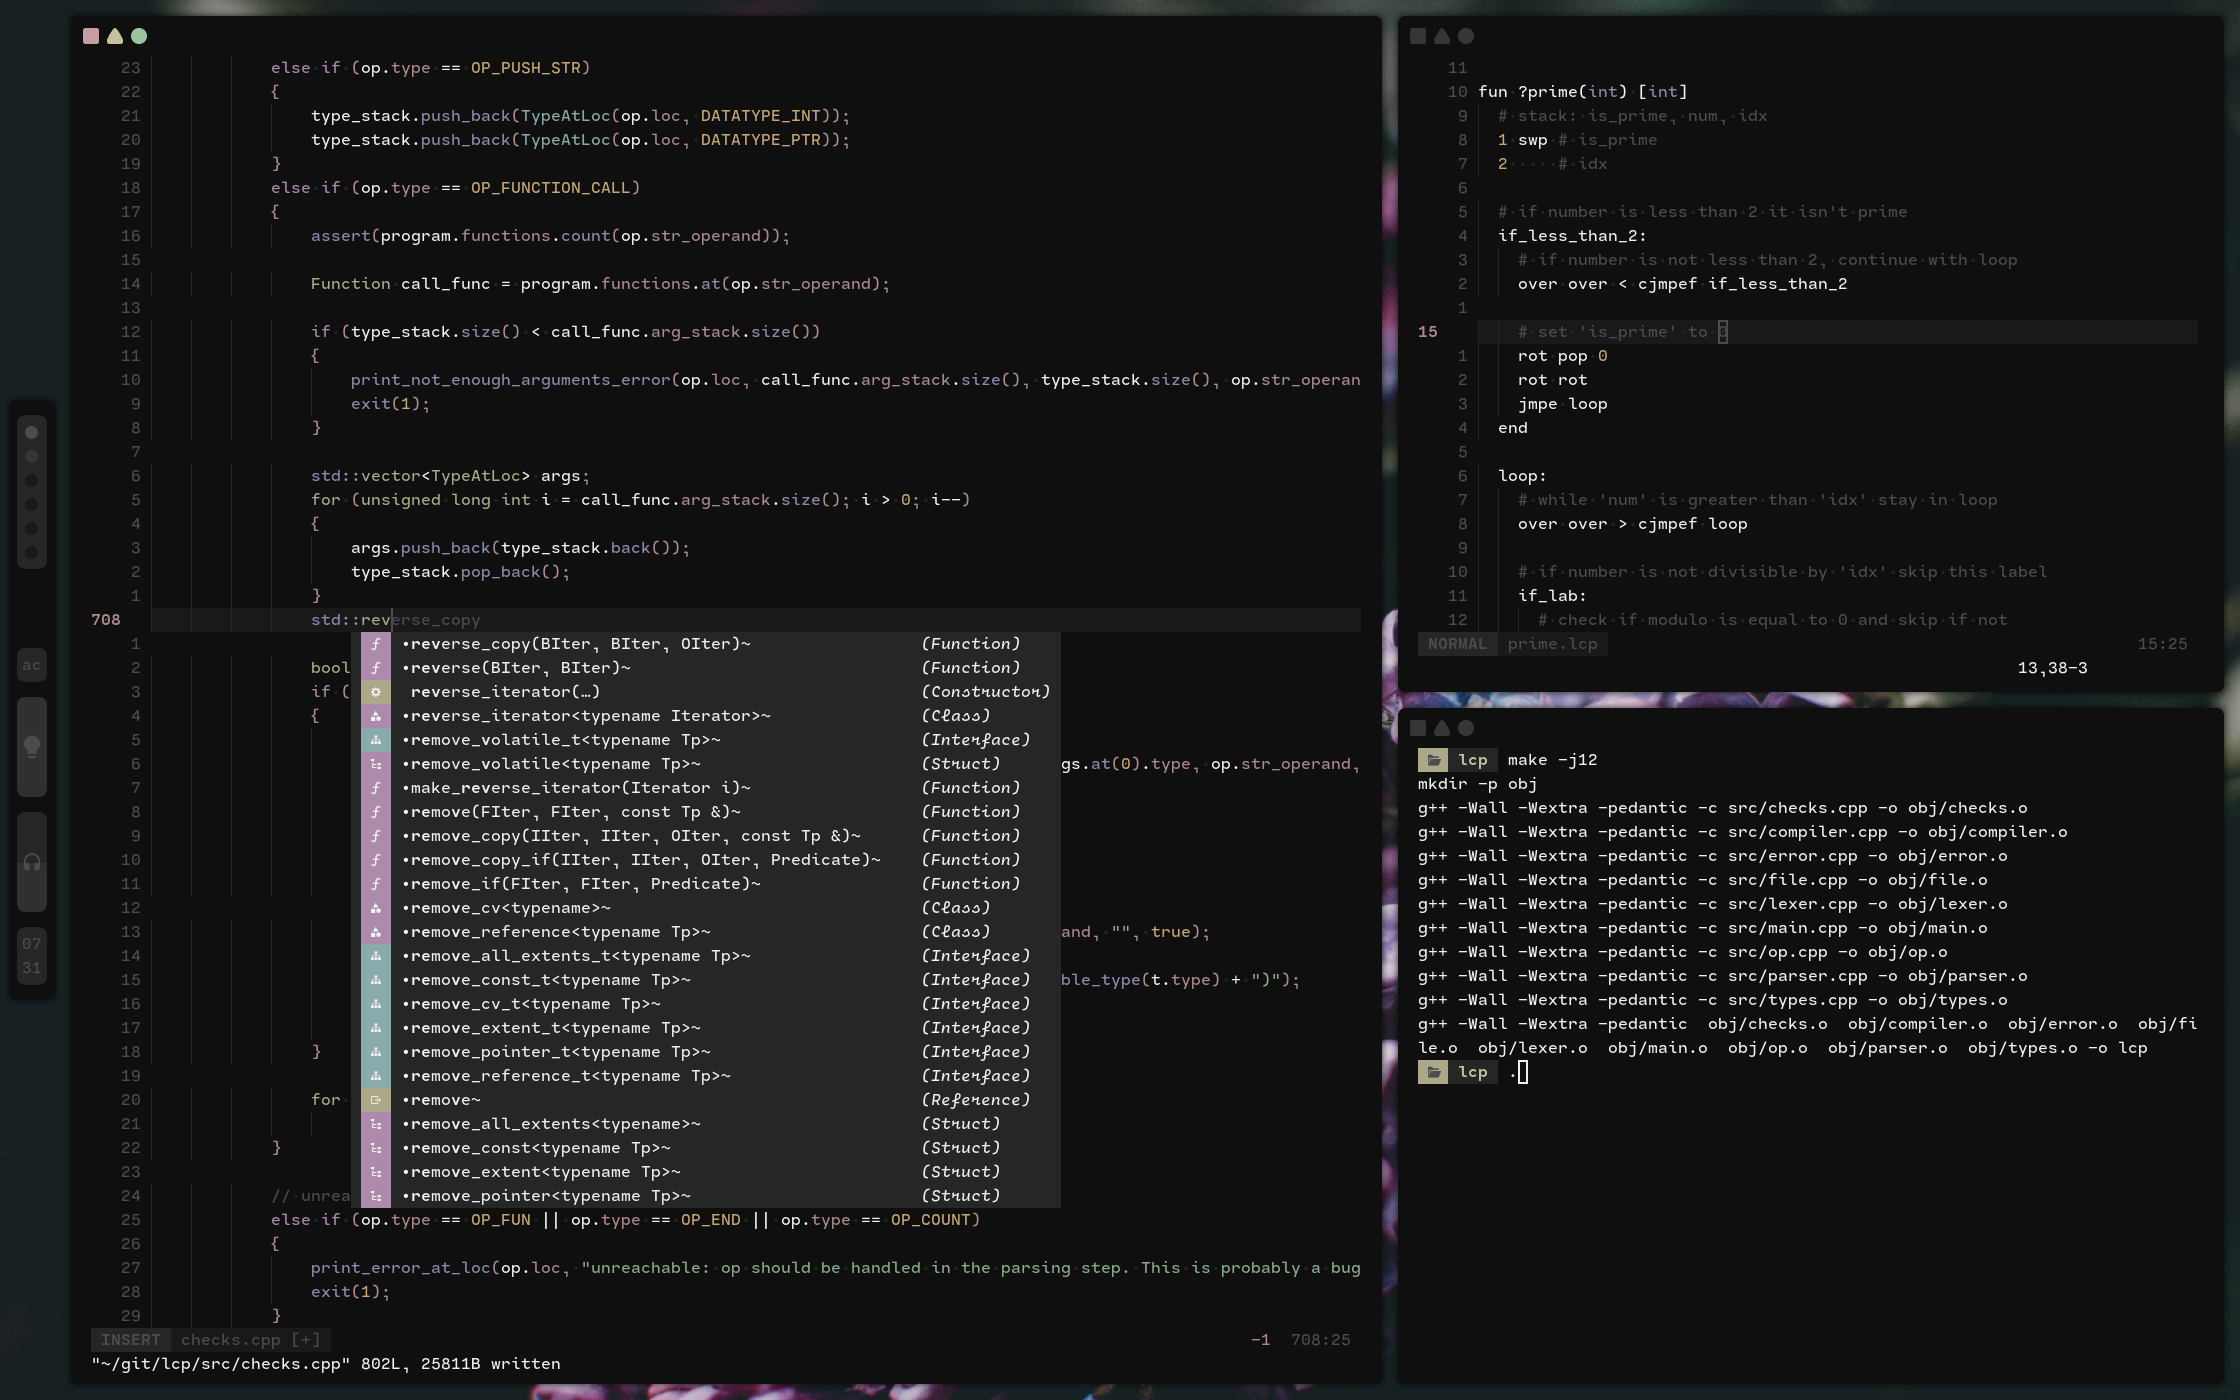 23 else if (op.type == OP_PUSH_STR)
22 {
21 type_stack.push_back(TypeAtLoc(op.loc, DATATYPE_INT));
20 type_stack.push_back(TypeAtLoc(op.loc, DATATYPE_PTR));
19 }
18 else if (op.type == OP_FUNCTION_CALL)
17 {
16 assert(program.functions.count(op.str_operand));
15
14 Function call_func = program.functions.at(op.str_operand);
13
12 if (type_stack.size() < call_func.arg_stack.size())
11 {
10 print_not_enough_arguments_error(op.loc, call_func.arg_stack.size(), type_stack.size(), op.str_operan
9 exit(1);
8 }
7
6 std::vector<TypeAtLoc> args;
5 for (unsigned long int i = call_func.arg_stack.size(); i > 0; i--)
4 {
3 args.push_back(type_stack.back());
2 type_stack.pop_back();
1 }
708 std::reverse_copy
1 •reverse_copy(BIter, BIter, OIter)~ (Function)
2 bool •reverse(BIter, BIter)~ (Function)
3 if ( reverse_iterator(…) (Constructor)
4 { •reverse_iterator<typename Iterator>~ (Class)
5 •remove_volatile_t<typename Tp>~ (Interface)
6 •remove_volatile<typename Tp>~ (Struct) gs.at(0).type, op.str_operand,
7 •make_reverse_iterator(Iterator i)~ (Function)
8 •remove(FIter, FIter, const Tp &)~ (Function)
9 •remove_copy(IIter, IIter, OIter, const Tp &)~ (Function)
10 •remove_copy_if(IIter, IIter, OIter, Predicate)~ (Function)
11 •remove_if(FIter, FIter, Predicate)~ (Function)
12 •remove_cv<typename>~ (Class)
13 •remove_reference<typename Tp>~ (Class) and, "", true);
14 •remove_all_extents_t<typename Tp>~ (Interface)
15 •remove_const_t<typename Tp>~ (Interface) ble_type(t.type) + ")");
16 •remove_cv_t<typename Tp>~ (Interface)
17 •remove_extent_t<typename Tp>~ (Interface)
18 } •remove_pointer_t<typename Tp>~ (Interface)
19 •remove_reference_t<typename Tp>~ (Interface)
20 for •remove~ (Reference)
21 •remove_all_extents<typename>~ (Struct)
22 } •remove_const<typename Tp>~ (Struct)
23 •remove_extent<typename Tp>~ (Struct)
24 // unrea •remove_pointer<typename Tp>~ (Struct)
25 else if (op.type == OP_FUN || op.type == OP_END || op.type == OP_COUNT)
26 {
27 print_error_at_loc(op.loc, "unreachable: op should be handled in the parsing step. This is probably a bug
28 exit(1);
29 }
INSERT checks.cpp [+] -1 708:25
"~/git/lcp/src/checks.cpp" 802L, 25811B written
ac
07
31
11
10 fun ?prime(int) [int]
9 # stack: is_prime, num, idx
8 1 swp # is_prime
7 2 # idx
6
5 # if number is less than 2 it isn't prime
4 if_less_than_2:
3 # if number is not less than 2, continue with loop
2 over over < cjmpef if_less_than_2
1
15 # set 'is_prime' to 0
1 rot pop 0
2 rot rot
3 jmpe loop
4 end
5
6 loop:
7 # while 'num' is greater than 'idx' stay in loop
8 over over > cjmpef loop
9
10 # if number is not divisible by 'idx' skip this label
11 if_lab:
12 # check if modulo is equal to 0 and skip if not
NORMAL prime.lcp 15:25
13,38-3
lcp make -j12
mkdir -p obj
g++ -Wall -Wextra -pedantic -c src/checks.cpp -o obj/checks.o
g++ -Wall -Wextra -pedantic -c src/compiler.cpp -o obj/compiler.o
g++ -Wall -Wextra -pedantic -c src/error.cpp -o obj/error.o
g++ -Wall -Wextra -pedantic -c src/file.cpp -o obj/file.o
g++ -Wall -Wextra -pedantic -c src/lexer.cpp -o obj/lexer.o
g++ -Wall -Wextra -pedantic -c src/main.cpp -o obj/main.o
g++ -Wall -Wextra -pedantic -c src/op.cpp -o obj/op.o
g++ -Wall -Wextra -pedantic -c src/parser.cpp -o obj/parser.o
g++ -Wall -Wextra -pedantic -c src/types.cpp -o obj/types.o
g++ -Wall -Wextra -pedantic  obj/checks.o  obj/compiler.o  obj/error.o  obj/fi
le.o  obj/lexer.o  obj/main.o  obj/op.o  obj/parser.o  obj/types.o -o lcp
lcp .